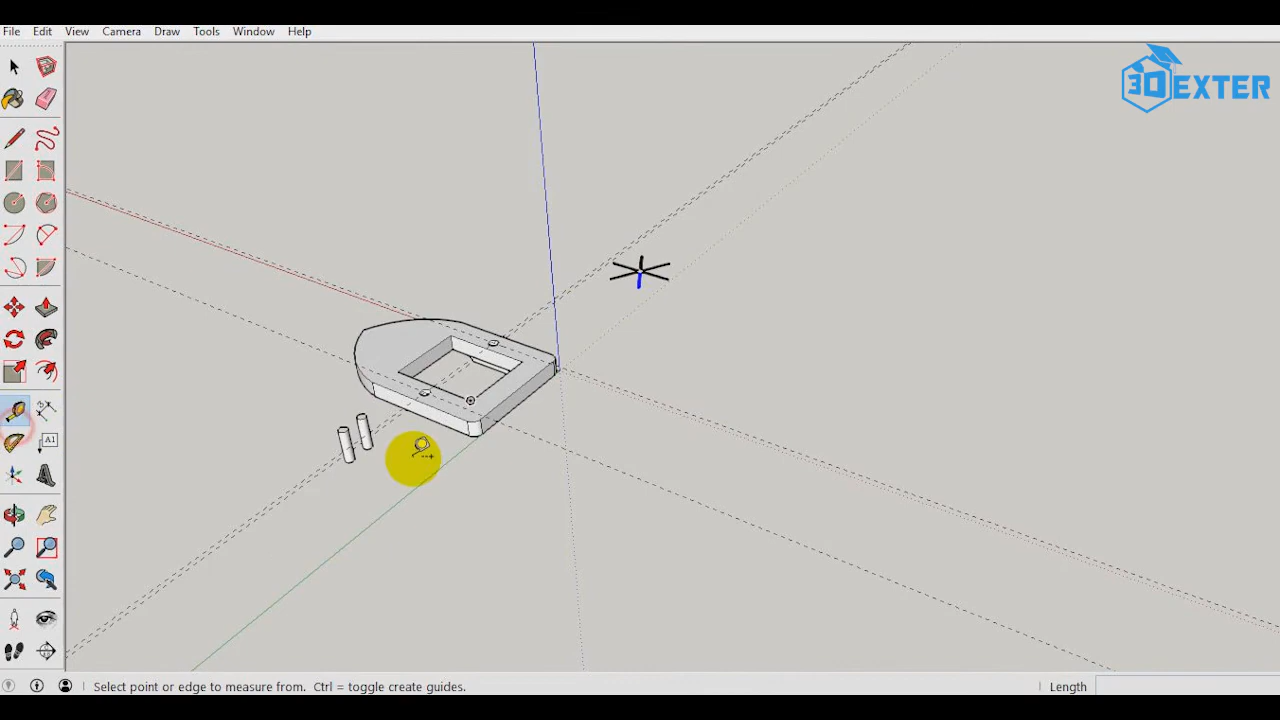 File Edit View Camera Draw Tools Window Help
3DEXTER
A1
Select point or edge to measure from. Ctrl = toggle create guides.
Length